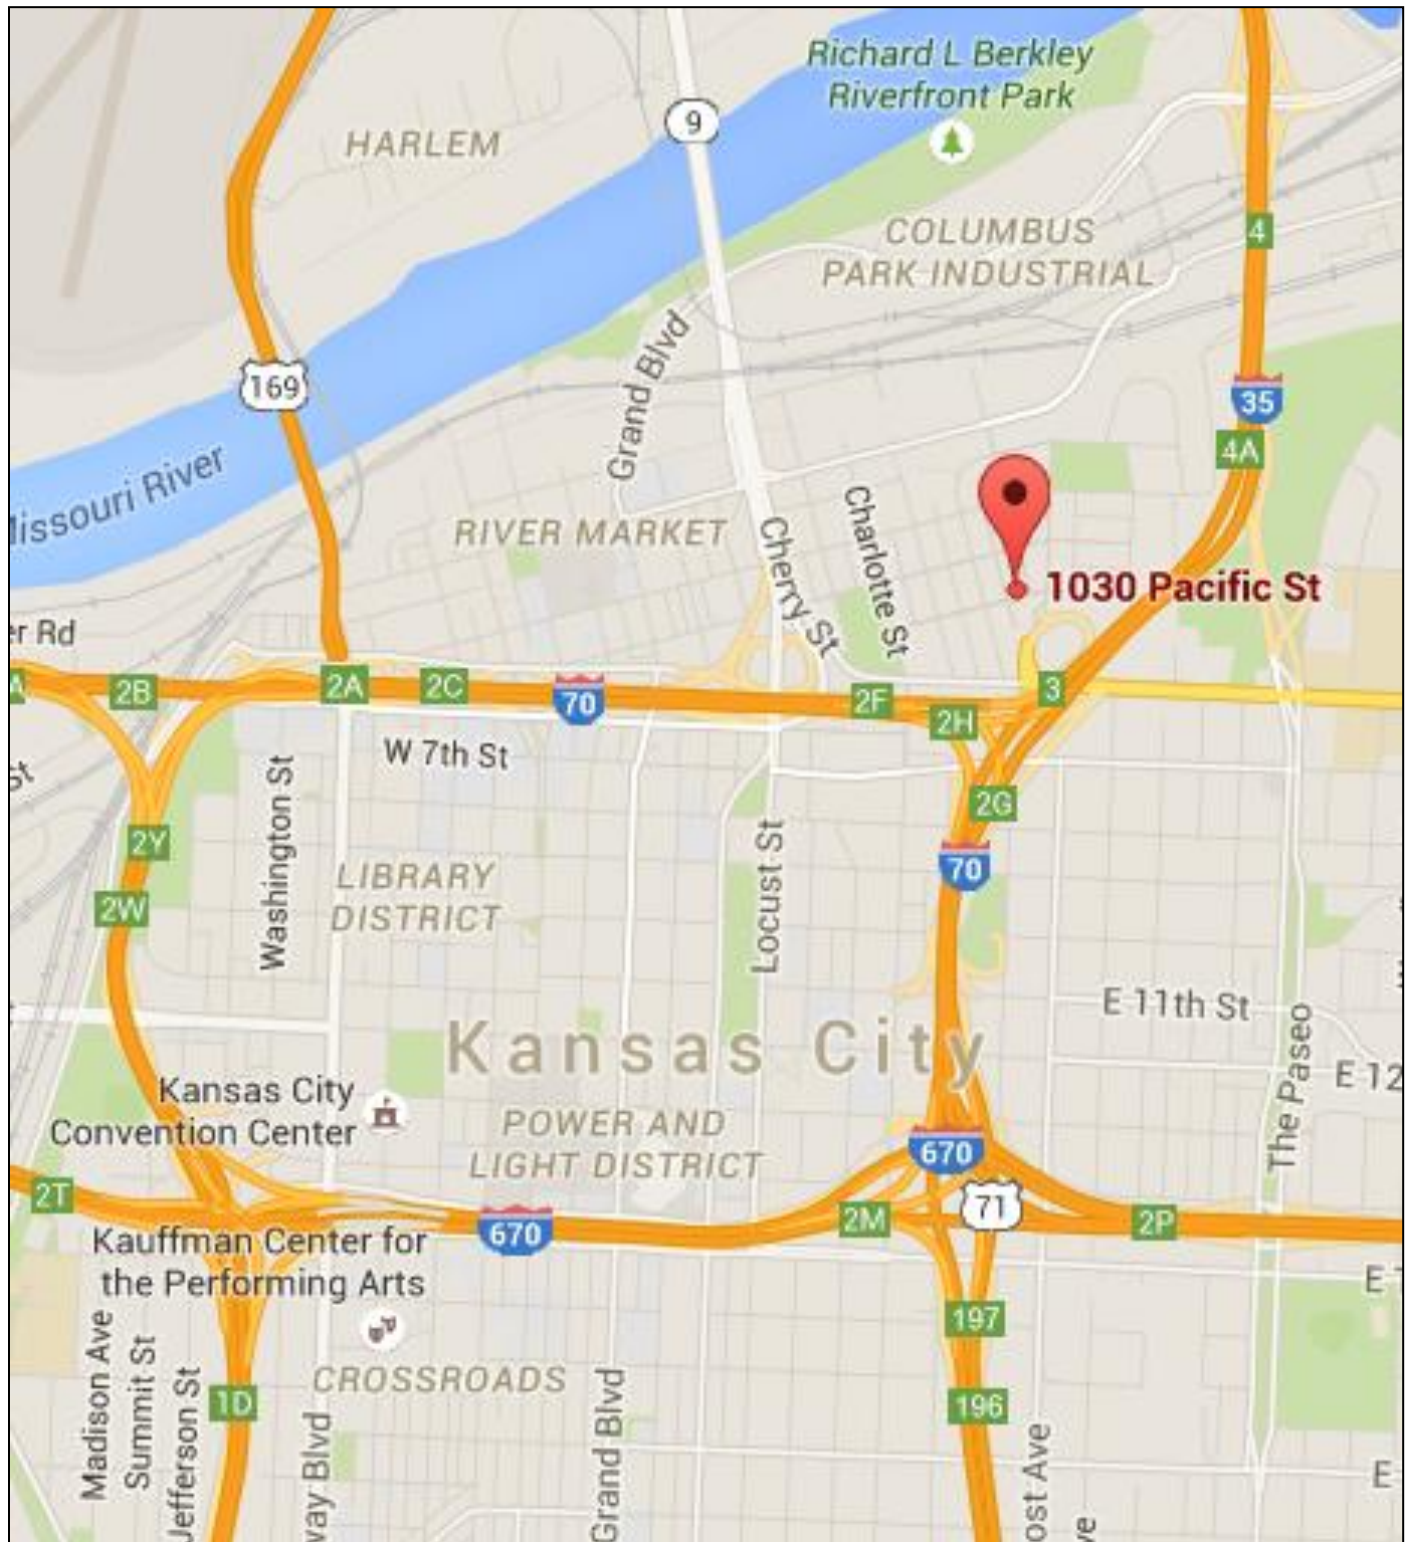 Richard L Berkley
Riverfront Park
9
HARLEM
COLUMBUS
PARK INDUSTRIAL
4
169
Grand Blvd
35
4A
Missouri River
RIVER MARKET
Cherry St
Charlotte St
1030 Pacific St
er Rd
2B
2A
2C
70
2F
2H
3
W 7th St
St
Washington St
2G
2Y
70
LIBRARY
DISTRICT
2W
Locust St
E 11th St
Kansas City
The Paseo
E 12
Kansas City
Convention Center
POWER AND
LIGHT DISTRICT
670
2T
71
2M
2P
670
Kauffman Center for
the Performing Arts
E 1
197
Madison Ave
Summit St
Jefferson St
CROSSROADS
1D
196
way Blvd
Grand Blvd
ost Ave
E
ve